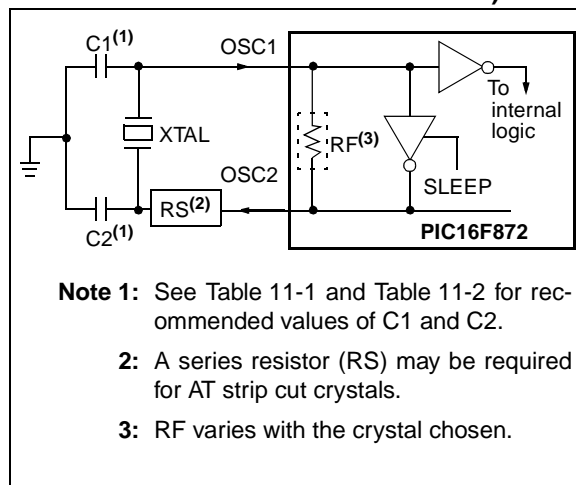 C1(1)
OSC1
To
internal
logic
XTAL
RF(3)
OSC2
SLEEP
RS(2)
C2(1)
PIC16F872
Note 1: See Table 11-1 and Table 11-2 for rec-
ommended values of C1 and C2.
2: A series resistor (RS) may be required
for AT strip cut crystals.
3: RF varies with the crystal chosen.